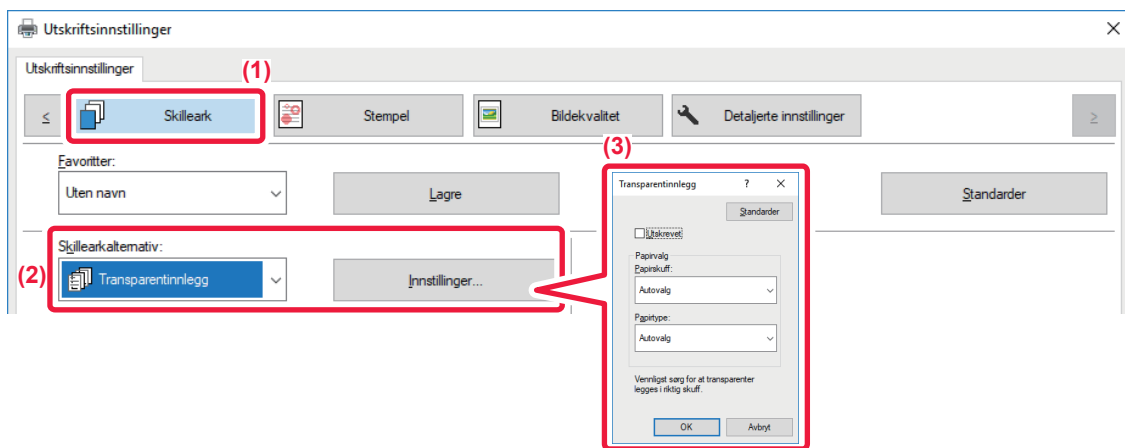 Utskriftsinnstillinger
Utskriftsinnstillinger
(1)
< Skilleark Stempel Bildekvalitet Detaljerte innstillinger >
Favoritter:
Uten navn Lagre Standarder
Skillearkalternativ:
(2) Transparentinnlegg Innstillinger...
(3)
Transparentinnlegg ? ×
Standarder
Utskrevet
Papirvalg
Papirskuff:
Autovalg
Papirtype:
Autovalg
Vennligst sørg for at transparenter
legges i riktig skuff.
OK Avbryt